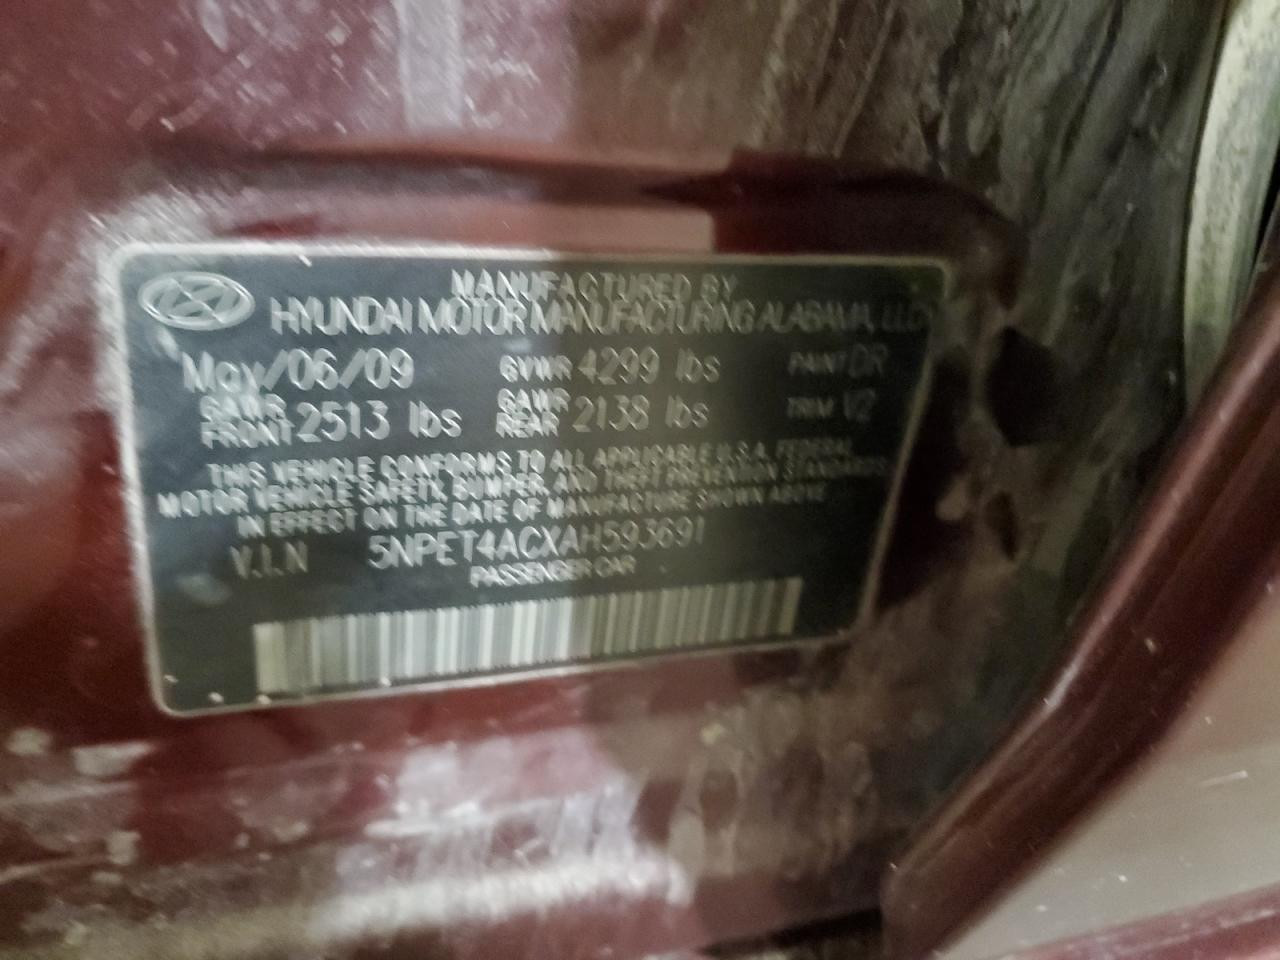 MANUFACTURED BY
HYUNDAI MOTOR MANUFACTURING ALABAMA, LLC
May/06/09 GVWR 4299 lbs PAINT DR
GAWR FRONT 2513 lbs GAWR REAR 2138 lbs TRIM V2
THIS VEHICLE CONFORMS TO ALL APPLICABLE U.S.A. FEDERAL
MOTOR VEHICLE SAFETY, BUMPER, AND THEFT PREVENTION STANDARDS
IN EFFECT ON THE DATE OF MANUFACTURE SHOWN ABOVE
V.I.N 5NPET4ACXAH593691
PASSENGER CAR